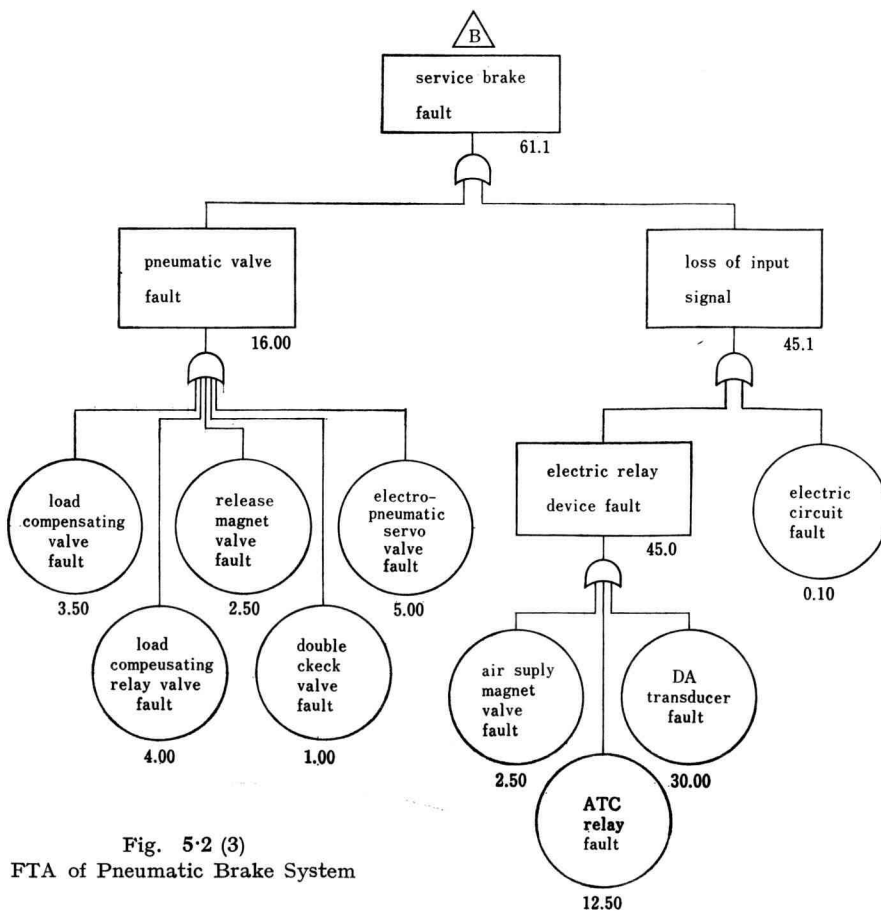 B
service brake
fault
61.1
pneumatic valve
fault
16.00
loss of input
signal
45.1
load
compensating
valve
fault
3.50
release
magnet
valve
fault
2.50
electro-
pneumatic
servo
valve
fault
5.00
load
compeusating
relay valve
fault
4.00
double
ckeck
valve
fault
1.00
electric relay
device fault
45.0
electric
circuit
fault
0.10
air suply
magnet
valve
fault
2.50
ATC
relay
fault
12.50
DA
transducer
fault
30.00
Fig. 5·2 (3)
FTA of Pneumatic Brake System